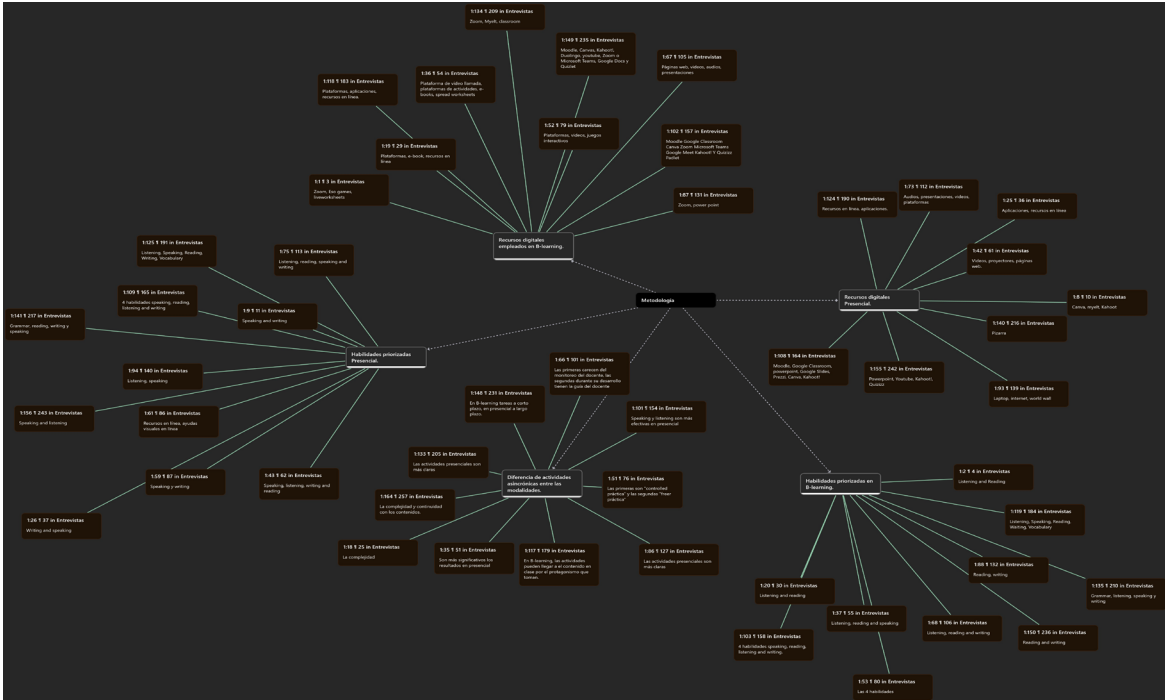 1:134 ¶ 209 in Entrevistas
Zoom, Myelt, classroom
1:149 ¶ 235 in Entrevistas
Moodle, Canvas, Kahoot!,
Duolingo, youtube, Zoom o
Microsoft Teams, Google Docs y
Quizlet
1:67 ¶ 105 in Entrevistas
Páginas web, videos, audios,
presentaciones
1:36 ¶ 54 in Entrevistas
Plataforma de video llamada,
plataformas de actividades, e-
books, spread worksheets
1:118 ¶ 183 in Entrevistas
Plataformas, aplicaciones,
recursos en línea.
1:52 ¶ 79 in Entrevistas
Plataformas, videos, juegos
interactivos
1:102 ¶ 157 in Entrevistas
Moodle Google Classroom
Canva Zoom Microsoft Teams
Google Meet Kahoot! Y Quizizz
Padlet
1:19 ¶ 29 in Entrevistas
Plataformas, e-book, recursos en
línea
1:1 ¶ 3 in Entrevistas
Zoom, liso games,
liveworksheets
1:87 ¶ 131 in Entrevistas
Zoom, power point
Recursos digitales
empleados en B-learning.
1:124 ¶ 190 in Entrevistas
Recursos en línea, aplicaciones.
1:73 ¶ 112 in Entrevistas
Audios, presentaciones, videos,
plataformas
1:25 ¶ 36 in Entrevistas
Aplicaciones, recursos en línea
1:42 ¶ 61 in Entrevistas
Videos, proyectores, páginas
web.
1:8 ¶ 10 in Entrevistas
Canva, myelt, Kahoot
1:140 ¶ 216 in Entrevistas
Pizarra
1:93 ¶ 139 in Entrevistas
Laptop, internet, world wall
1:155 ¶ 242 in Entrevistas
Powerpoint, Youtube, Kahoot!,
quizziz
1:108 ¶ 164 in Entrevistas
Moodle, Google Classroom,
powerpoint, Google Slides,
Prezzi, Canva, Kahoot!
Recursos digitales
Presencial.
Metodología
1:125 ¶ 191 in Entrevistas
Listening, Speaking, Reading,
Writing, Vocabulary
1:75 ¶ 113 in Entrevistas
Listening, reading, speaking and
writing
1:109 ¶ 165 in Entrevistas
4 habilidades speaking, reading,
listening and writing
1:9 ¶ 11 in Entrevistas
Speaking and writing
1:141 ¶ 217 in Entrevistas
Grammar, reading, writing y
speaking
Habilidades priorizadas
Presencial.
1:94 ¶ 140 in Entrevistas
Listening, speaking
1:156 ¶ 243 in Entrevistas
Speaking and listening
1:61 ¶ 86 in Entrevistas
Recursos en línea, ayudas
visuales en línea
1:59 ¶ 87 in Entrevistas
Speaking y writing
1:43 ¶ 62 in Entrevistas
Speaking, listening, writing and
reading
1:26 ¶ 37 in Entrevistas
Writing and speaking
1:66 ¶ 101 in Entrevistas
Las primeras carecen del
monitoreo del docente, las
segundas durante su desarrollo
tienen la guía del docente
1:148 ¶ 231 in Entrevistas
En B-learning tareas a corto
plazo, en presencial a largo
plazo.
1:101 ¶ 154 in Entrevistas
Speaking y listening son más
efectivas en presencial
1:133 ¶ 205 in Entrevistas
Las actividades presenciales son
más claras
Diferencia de actividades
asincrónicas entre las
modalidades.
1:51 ¶ 76 in Entrevistas
Las primeras son "controlled
practice" y las segundas "freer
práctice"
1:164 ¶ 257 in Entrevistas
La complejidad y continuidad
con los contenidos.
1:18 ¶ 25 in Entrevistas
La complejidad
1:35 ¶ 51 in Entrevistas
Son más significativos los
resultados en presencial
1:117 ¶ 179 in Entrevistas
En B learning, las actividades
pueden llegar a el contenido en
clase por el protagonismo que
toman.
1:86 ¶ 127 in Entrevistas
Las actividades presenciales son
más claras
Habilidades priorizadas en
B-learning.
1:2 ¶ 4 in Entrevistas
Listening and Reading
1:119 ¶ 184 in Entrevistas
Listening, Speaking, Reading,
Waiting, Vocabulary
1:88 ¶ 132 in Entrevistas
Reading, writing
1:135 ¶ 210 in Entrevistas
Grammar, listening, speaking y
writing
1:20 ¶ 30 in Entrevistas
Listening and reading
1:37 ¶ 55 in Entrevistas
Listening, reading and speaking
1:68 ¶ 106 in Entrevistas
Listening, reading and writing
1:150 ¶ 236 in Entrevistas
Reading and writing
1:103 ¶ 158 in Entrevistas
4 habilidades speaking, reading,
listening and writing.
1:53 ¶ 80 in Entrevistas
Las 4 habilidades